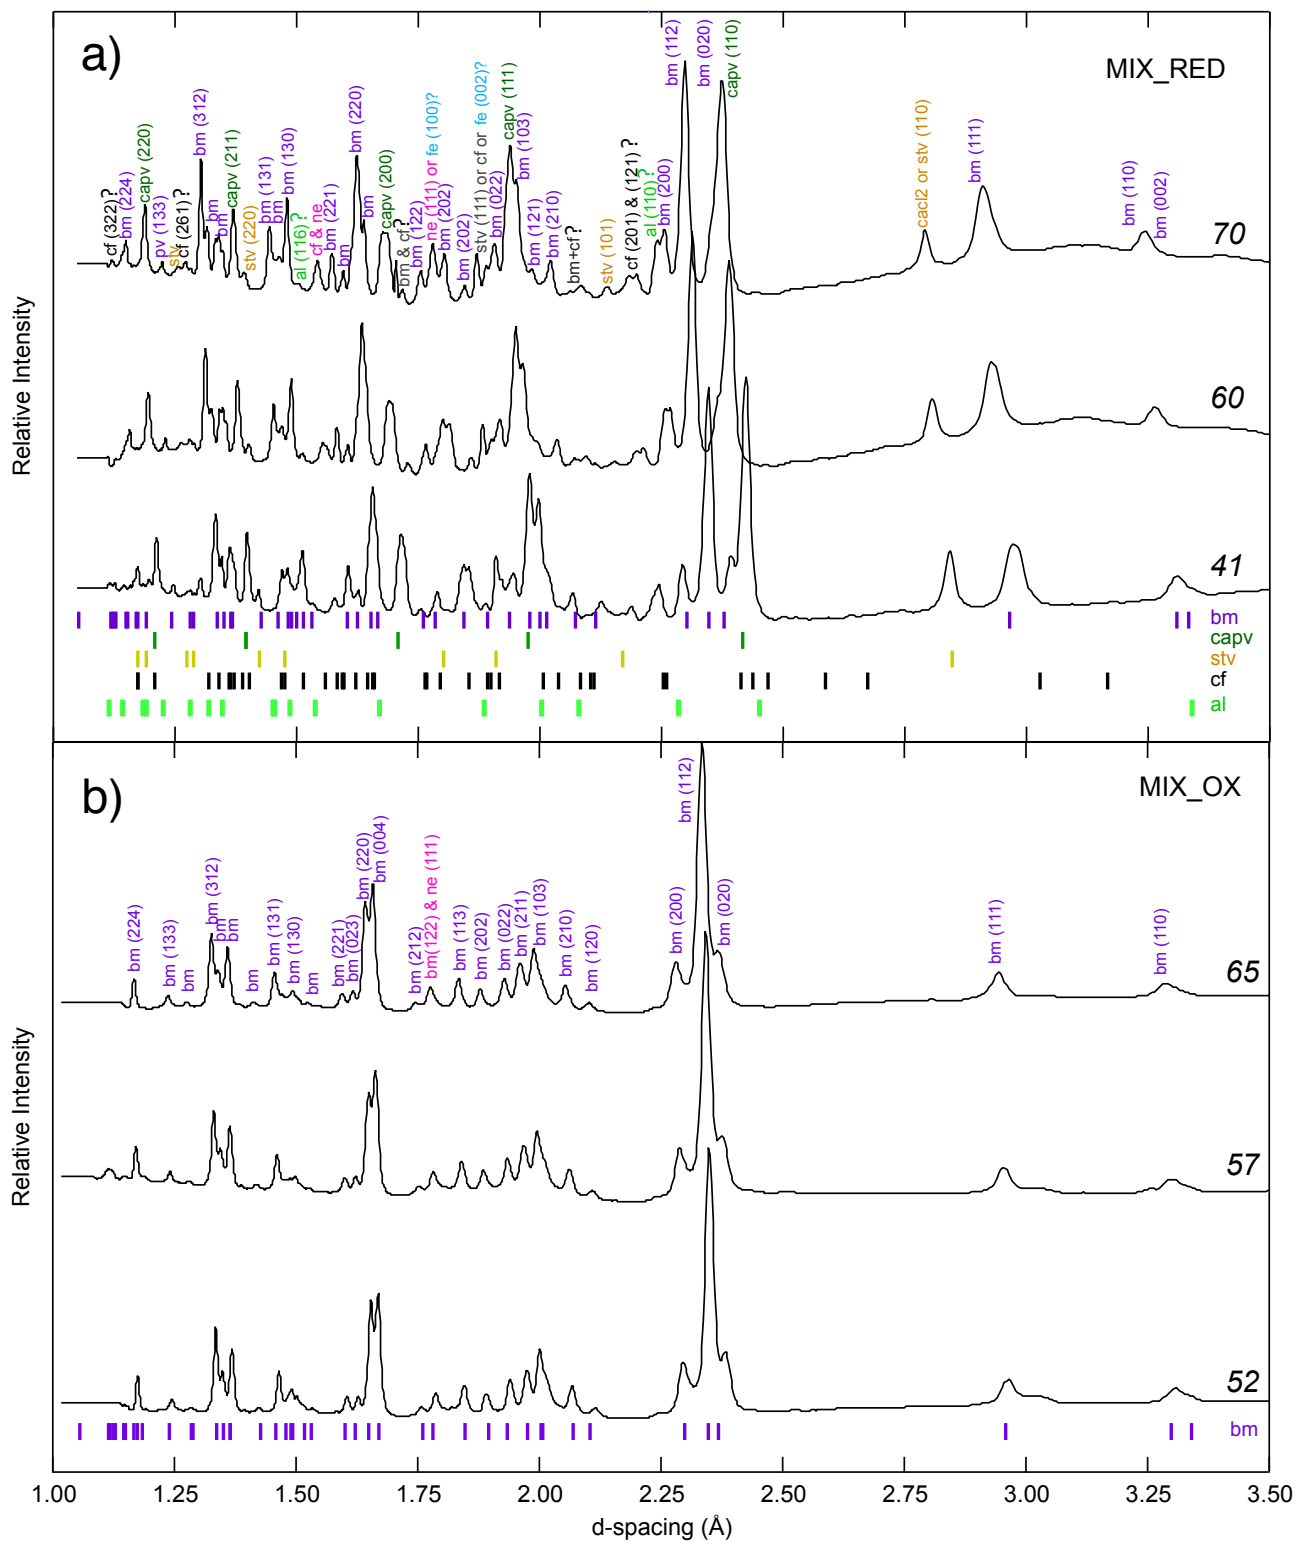 a)
MIX_RED
cf (322)?
bm (224)
capv (220)
pv (133)
stv
cf (261)?
bm (312)
bm
bm
capv (211)
stv (220)
bm (131)
bm
bm (130)
al (116)?
cf & ne
bm (221)
bm
bm (220)
bm
capv (200)
bm & cf?
bm (122)
ne (111) or fe (100)?
bm (202)
bm (202)
stv (111) or cf or fe (002)?
bm (022)
capv (111)
bm (103)
bm (121)
bm (210)
bm+cf?
stv (101)
cf (201) & (121)?
al (110)?
bm (200)
bm (112)
bm (020)
capv (110)
cacl2 or stv (110)
bm (111)
bm (110)
bm (002)
70
60
41
Relative Intensity
bm
capv
stv
cf
al
b)
MIX_OX
bm (224)
bm (133)
bm
bm (312)
bm
bm
bm
bm (131)
bm (130)
bm
bm (221)
bm (023)
bm (220)
bm (004)
bm (212)
bm(122) & ne (111)
bm (113)
bm (202)
bm (022)
bm (211)
bm (103)
bm (210)
bm (120)
bm (200)
bm (112)
bm (020)
bm (111)
bm (110)
65
57
52
Relative Intensity
bm
1.00 1.25 1.50 1.75 2.00 2.25 2.50 2.75 3.00 3.25 3.50
d-spacing (Å)